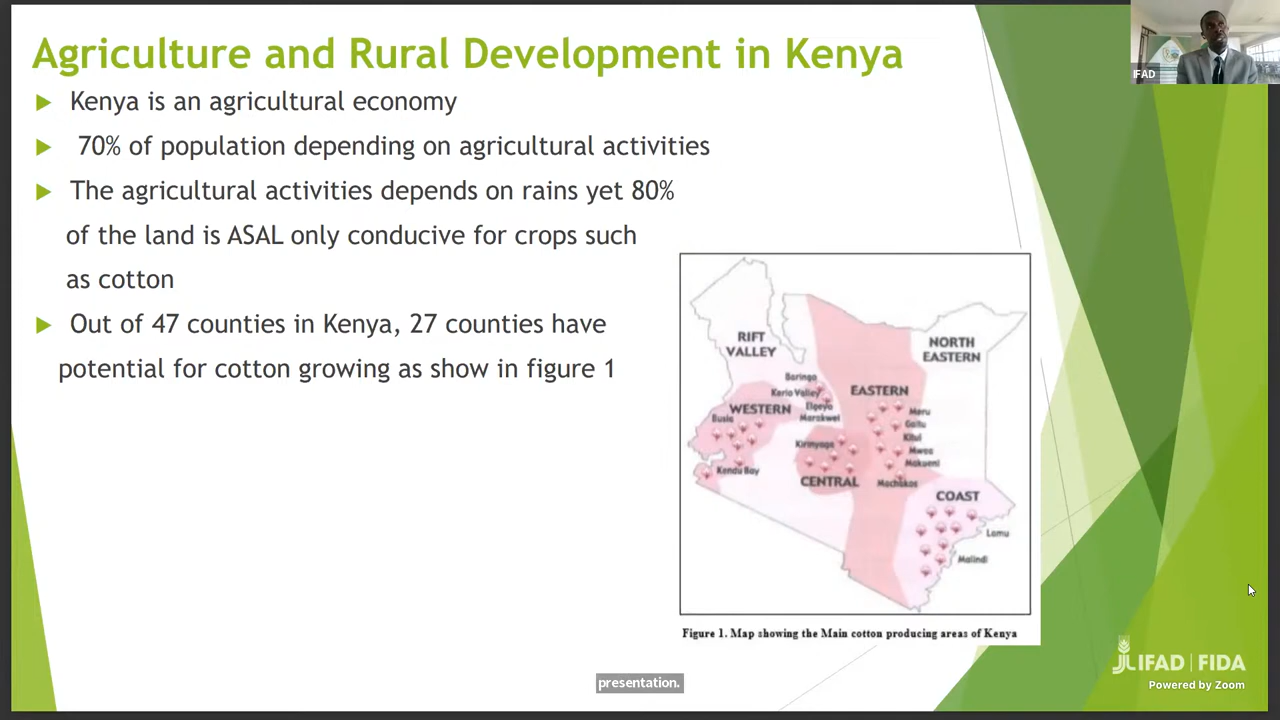 Agriculture and Rural Development in Kenya
IFAD
Kenya is an agricultural economy
70% of population depending on agricultural activities
The agricultural activities depends on rains yet 80%
of the land is ASAL only conducive for crops such
as cotton
Out of 47 counties in Kenya, 27 counties have
potential for cotton growing as show in figure 1
RIFT
VALLEY
NORTH
EASTERN
Baringo
Kerio Valley
EASTERN
Elgeyo
Marakwet
WESTERN
Busia
Meru
Kitui
Kirinyaga
Mwea
Makueni
Kendu Bay
CENTRAL
Machakos
COAST
Lamu
Malindi
Figure 1. Map showing the Main cotton producing areas of Kenya
IFAD | FIDA
Powered by Zoom
presentation.